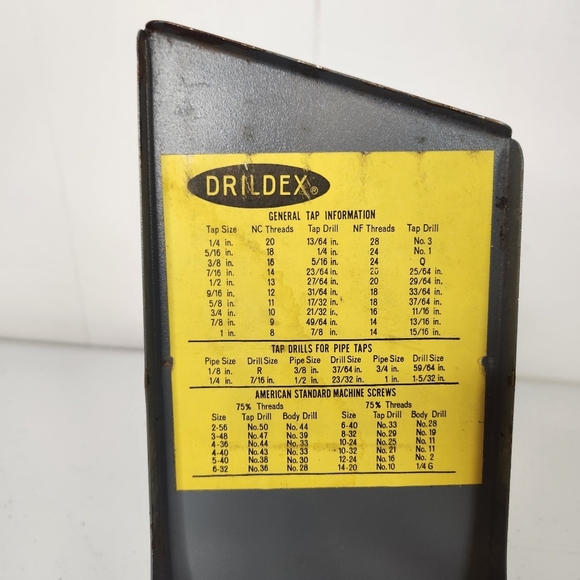 DRILDEX®
GENERAL TAP INFORMATION
Tap Size NC Threads Tap Drill NF Threads Tap Drill
1/4 in. 20 13/64 in. 28 No. 3
5/16 in. 18 1/4 in. 24 No. 1
3/8 in. 16 5/16 in. 24 Q
7/16 in. 14 23/64 in. 20 25/64 in.
1/2 in. 13 27/64 in. 20 29/64 in.
9/16 in. 12 31/64 in. 18 33/64 in.
5/8 in. 11 17/32 in. 18 37/64 in.
3/4 in. 10 21/32 in. 16 11/16 in.
7/8 in. 9 49/64 in. 14 13/16 in.
1 in. 8 7/8 in. 14 15/16 in.
TAP DRILLS FOR PIPE TAPS
Pipe Size Drill Size Pipe Size Drill Size Pipe Size Drill Size
1/8 in. R 3/8 in. 37/64 in. 3/4 in. 59/64 in.
1/4 in. 7/16 in. 1/2 in. 23/32 in. 1 in. 1-5/32 in.
AMERICAN STANDARD MACHINE SCREWS
75% Threads 75% Threads
Size Tap Drill Body Drill Size Tap Drill Body Drill
2-56 No.50 No.44 6-40 No.33 No.28
3-48 No.47 No.39 8-32 No.29 No.19
4-36 No.44 No.33 10-24 No.25 No.11
4-40 No.43 No.33 10-32 No.21 No.11
5-40 No.38 No.30 12-24 No.16 No. 2
6-32 No.36 No.28 14-20 No.10 1/4 G